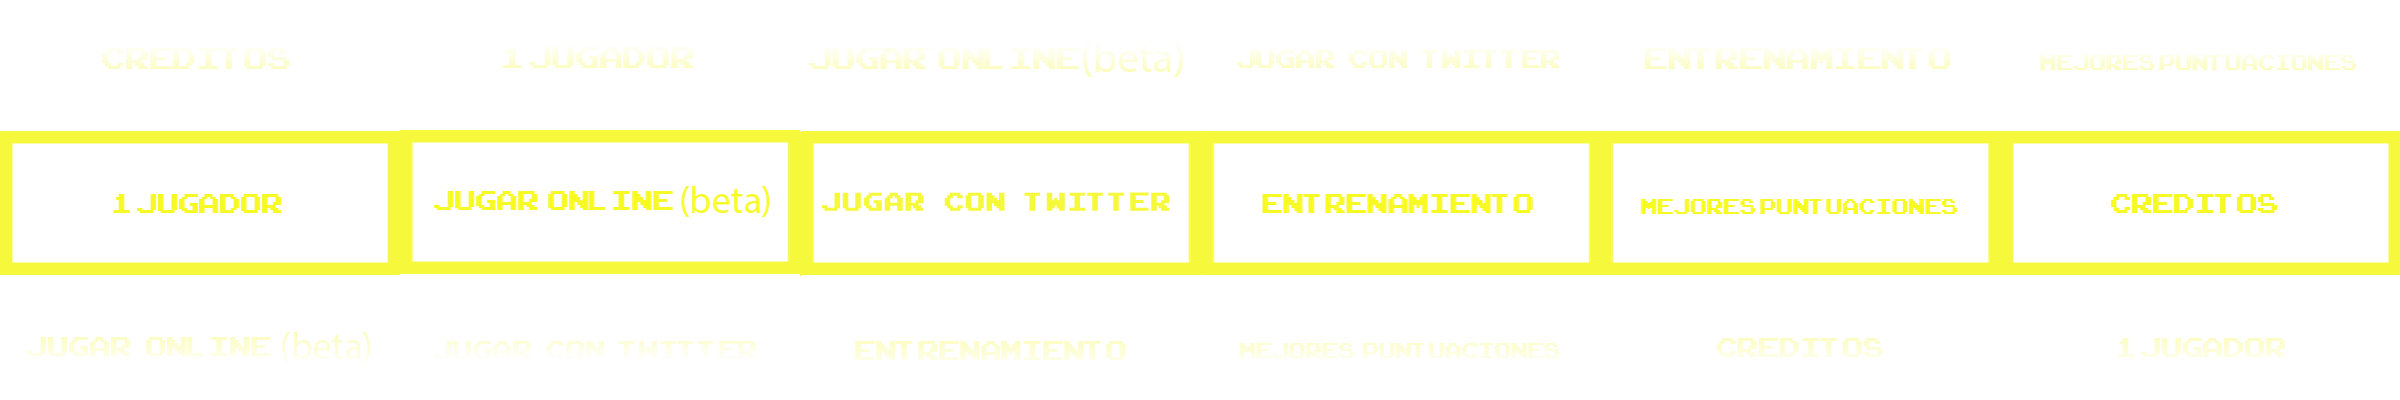 CREDITOS 1 JUGADOR JUGAR ONLINE(beta) JUGAR CON TWITTER ENTRENAMIENTO MEJORES PUNTUACIONES
1 JUGADOR JUGAR ONLINE (beta) JUGAR CON TWITTER ENTRENAMIENTO MEJORES PUNTUACIONES CREDITOS
JUGAR ONLINE (beta) JUGAR CON TWITTER ENTRENAMIENTO MEJORES PUNTUACIONES CREDITOS 1 JUGADOR